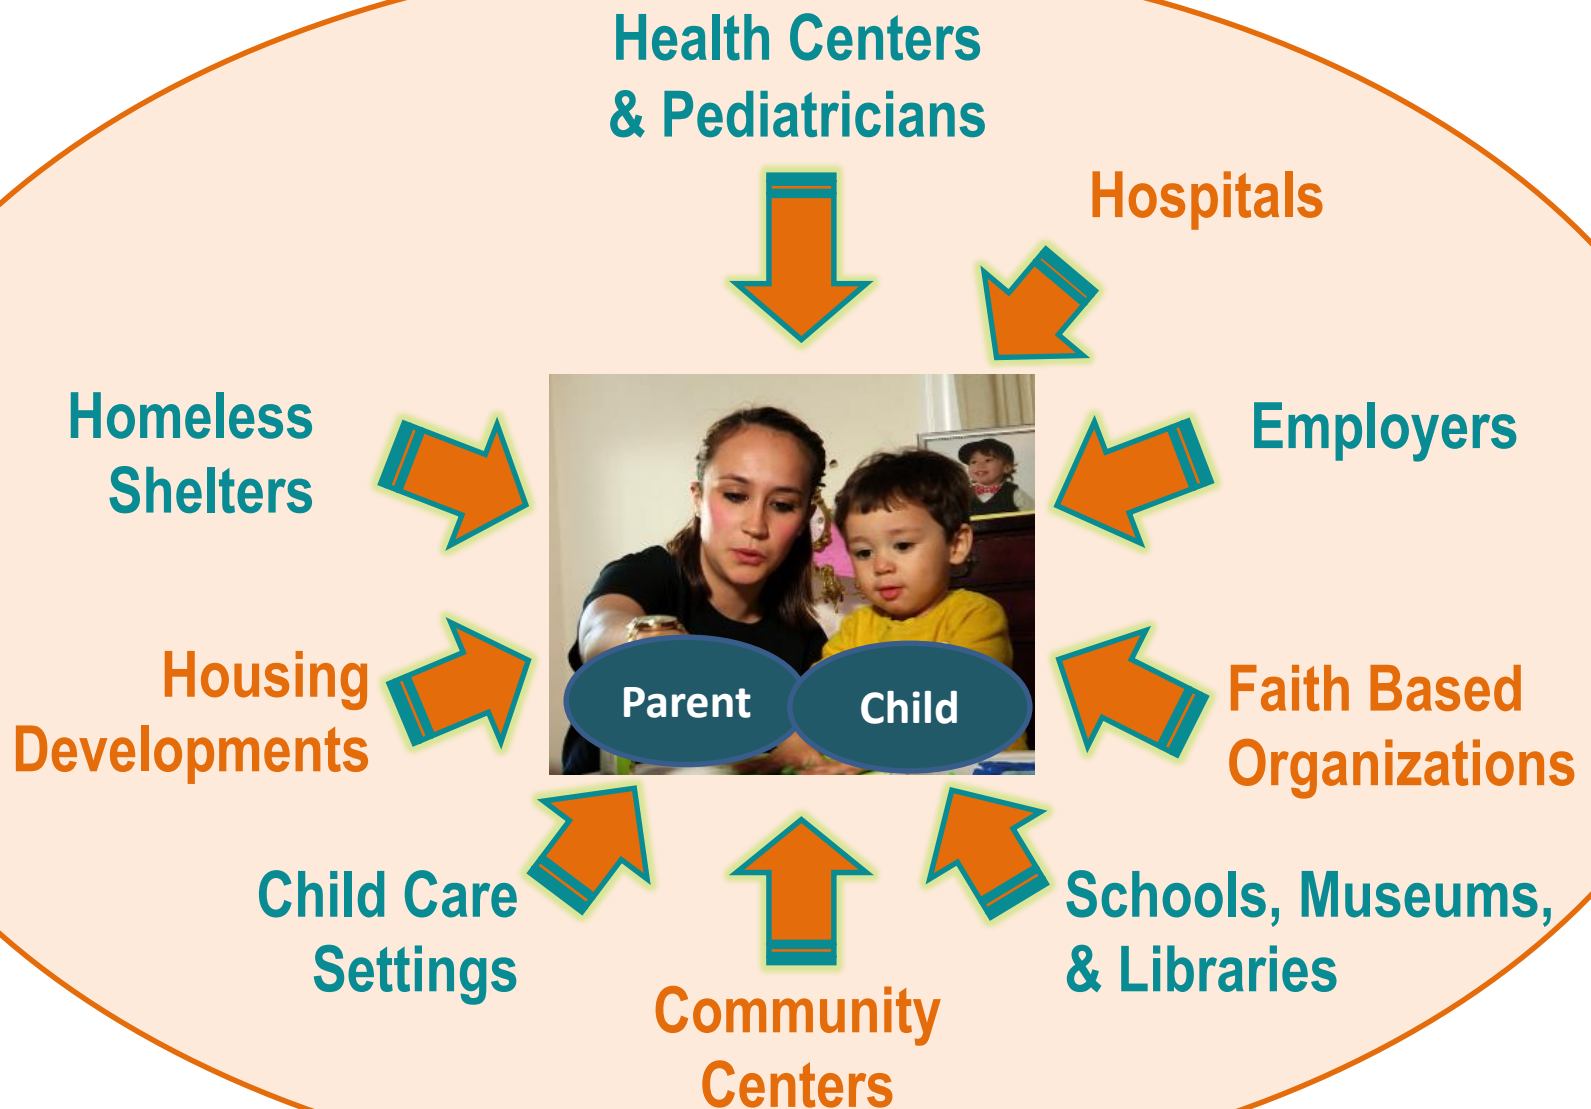 Health Centers
& Pediatricians
Hospitals
Homeless
Shelters
Employers
Housing
Developments
Parent
Child
Faith Based
Organizations
Child Care
Settings
Schools, Museums,
& Libraries
Community
Centers